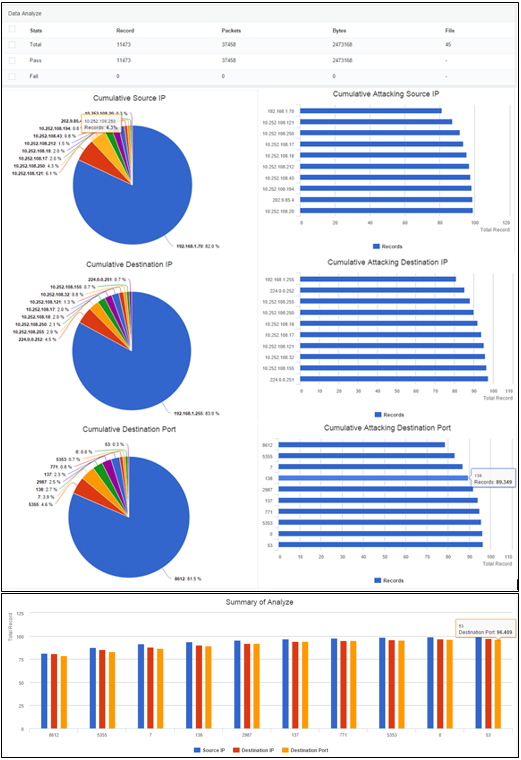 Data Analyze
State Record Packets Bytes File
Total 11473 37458 2473168 45
Pass 11473 37458 2473168 -
Fail 0 0 0 -
Cumulative Source IP
10.252.108.250
Records: 4.3%
10.252.108.43: 0.8 %
10.252.108.212: 1.5 %
10.252.108.18: 2.0 %
10.252.108.17: 2.0 %
10.252.108.250: 4.3 %
10.252.108.121: 6.1 %
192.168.1.78: 82.0 %
Cumulative Attacking Source IP
192.168.1.78
10.252.108.121
10.252.108.250
10.252.108.17
10.252.108.18
10.252.108.212
10.252.108.43
10.252.108.194
202.9.85.4
10.252.108.20
0 20 40 60 80 100 120
Total Record
Records
Cumulative Destination IP
224.0.0.251: 0.7 %
10.252.108.155: 0.7 %
10.252.108.32: 0.8 %
10.252.108.121: 1.3 %
10.252.108.17: 2.0 %
10.252.108.18: 2.0 %
10.252.108.250: 2.1 %
10.252.108.255: 2.9 %
224.0.0.252: 4.5 %
192.168.1.255: 83.0 %
Cumulative Attacking Destination IP
192.168.1.255
224.0.0.252
10.252.108.255
10.252.108.250
10.252.108.18
10.252.108.17
10.252.108.121
10.252.108.32
10.252.108.155
224.0.0.251
0 10 20 30 40 50 60 70 80 90 100 110
Total Record
Records
Cumulative Destination Port
53: 0.5 %
0: 0.6 %
5353: 0.7 %
771: 0.8 %
137: 2.3 %
2987: 2.5 %
138: 2.7 %
7: 3.8 %
5355: 4.6 %
8612: 81.5 %
Cumulative Attacking Destination Port
8612
5355
7
138
2987
137
771
5353
0
53
138
Records: 89.349
0 10 20 30 40 50 60 70 80 90 100 110
Total Record
Records
Summary of Analyze
Total Record
125
100
75
50
25
0
53
Destination Port: 96.409
8612 5355 7 138 2987 137 771 5353 0 53
Source IP Destination IP Destination Port